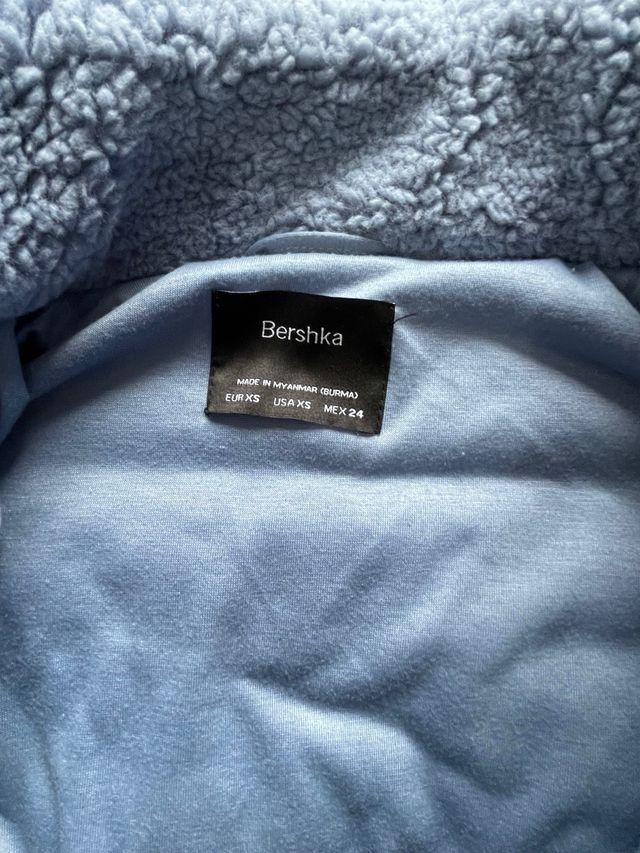 Bershka
MADE IN MYANMAR (BURMA)
EUR XS USA XS MEX 24